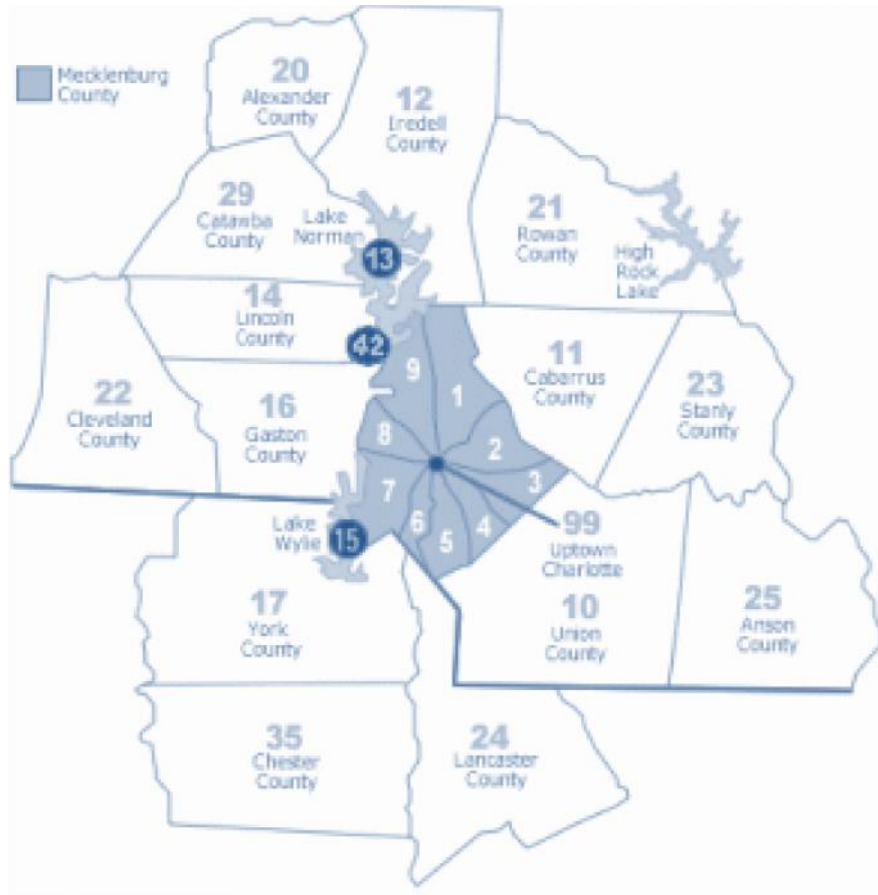 Mecklenburg
County
20
Alexander
County
12
Iredell
County
29
Catawba
County
Lake
Norman
13
21
Rowan
County
High
Rock
Lake
14
Lincoln
County
42
9
1
11
Cabarrus
County
22
Cleveland
County
16
Gaston
County
8
2
23
Stanly
County
7
3
6
5
4
Lake
Wylie
15
99
Uptown
Charlotte
17
York
County
10
Union
County
25
Anson
County
35
Chester
County
24
Lancaster
County